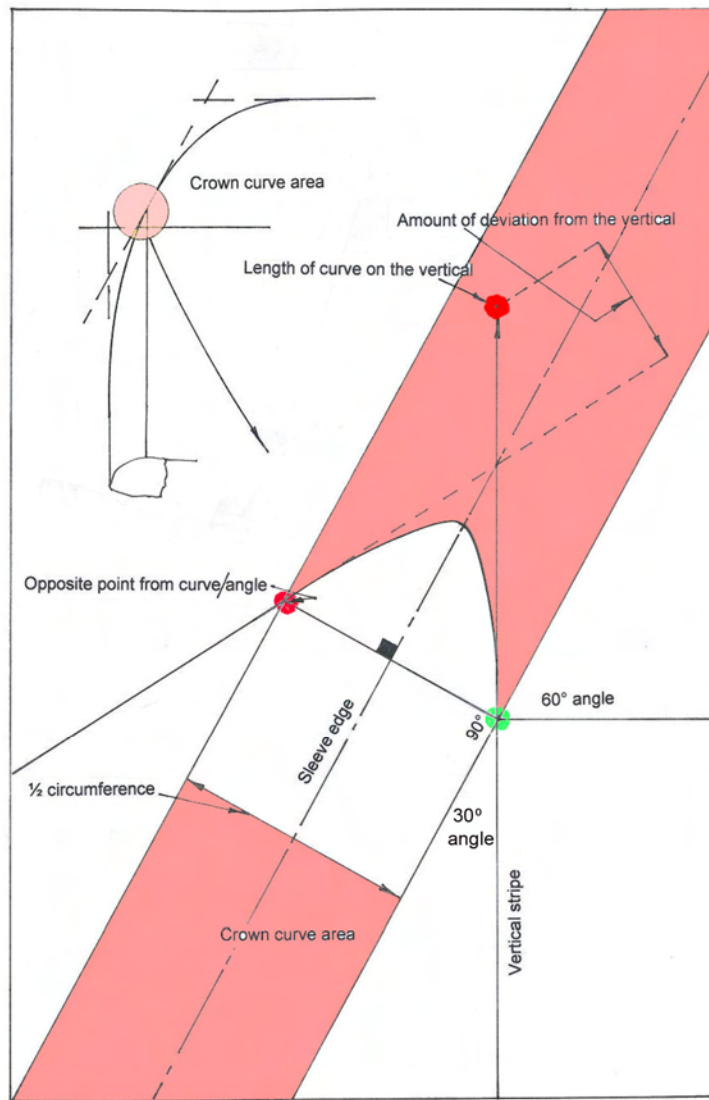 Crown curve area
Amount of deviation from the vertical
Length of curve on the vertical
Opposite point from curve/angle
60° angle
90°
Sleeve edge
½ circumference
30º
angle
Vertical stripe
Crown curve area